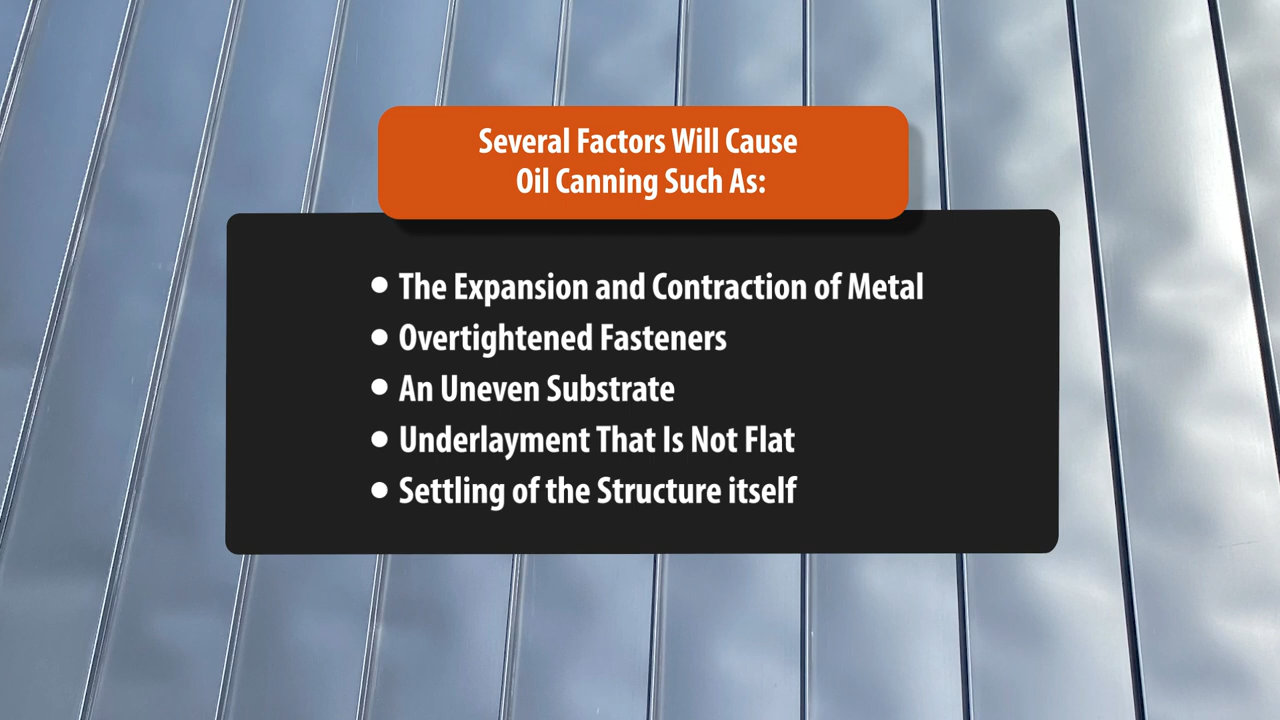 Several Factors Will Cause
Oil Canning Such As:
• The Expansion and Contraction of Metal
• Overtightened Fasteners
• An Uneven Substrate
• Underlayment That Is Not Flat
• Settling of the Structure itself